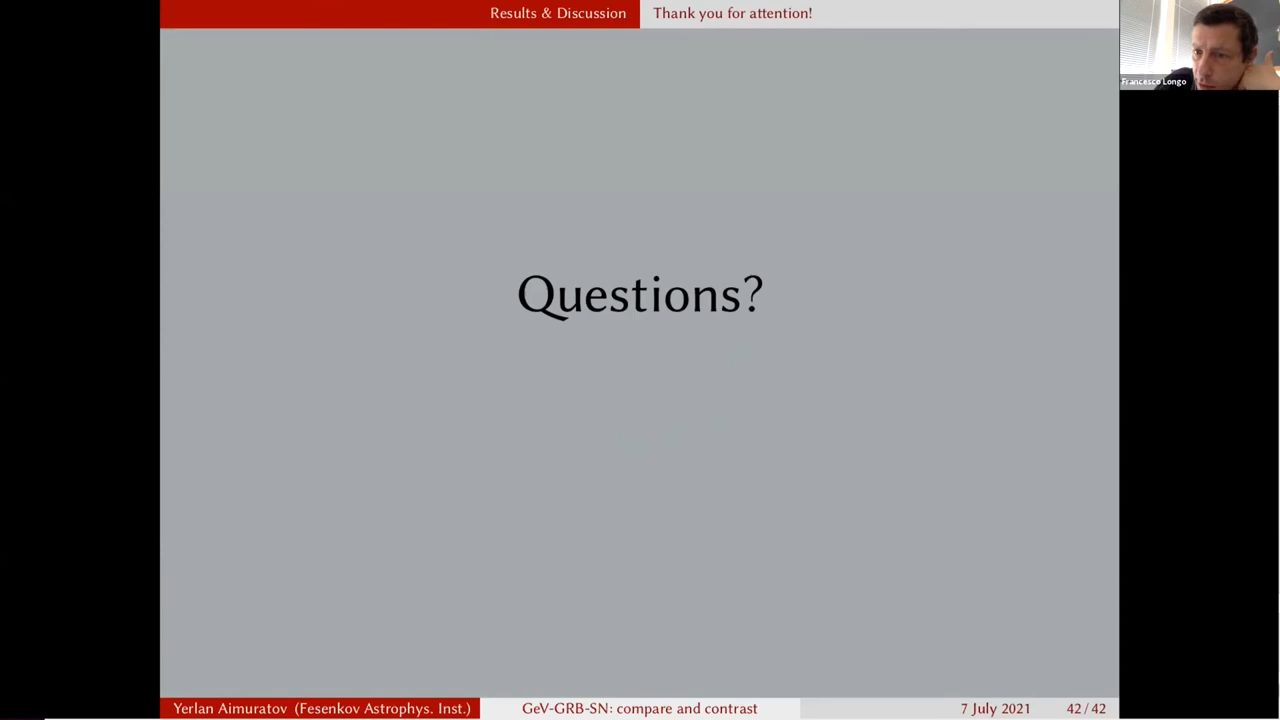 Results & Discussion
Thank you for attention!
Francesco Longo
Questions?
Yerlan Aimuratov (Fesenkov Astrophys. Inst.)
GeV-GRB-SN: compare and contrast
7 July 2021
42 / 42